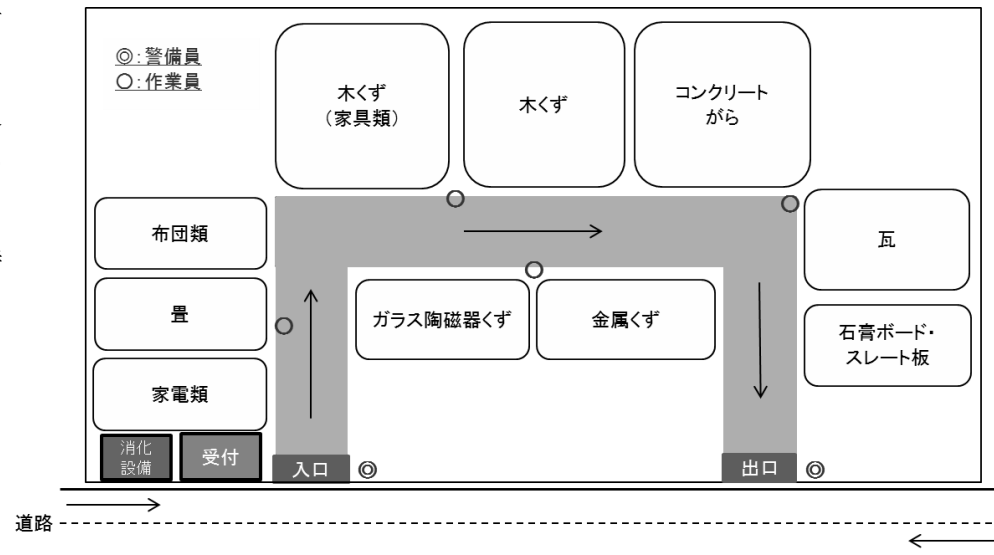 ◎:警備員
○:作業員
木くず
（家具類）
木くず
コンクリート
がら
布団類
瓦
畳
ガラス陶磁器くず
金属くず
石膏ボード・
スレート板
家電類
消化
設備
受付
入口
◎
出口
◎
道路